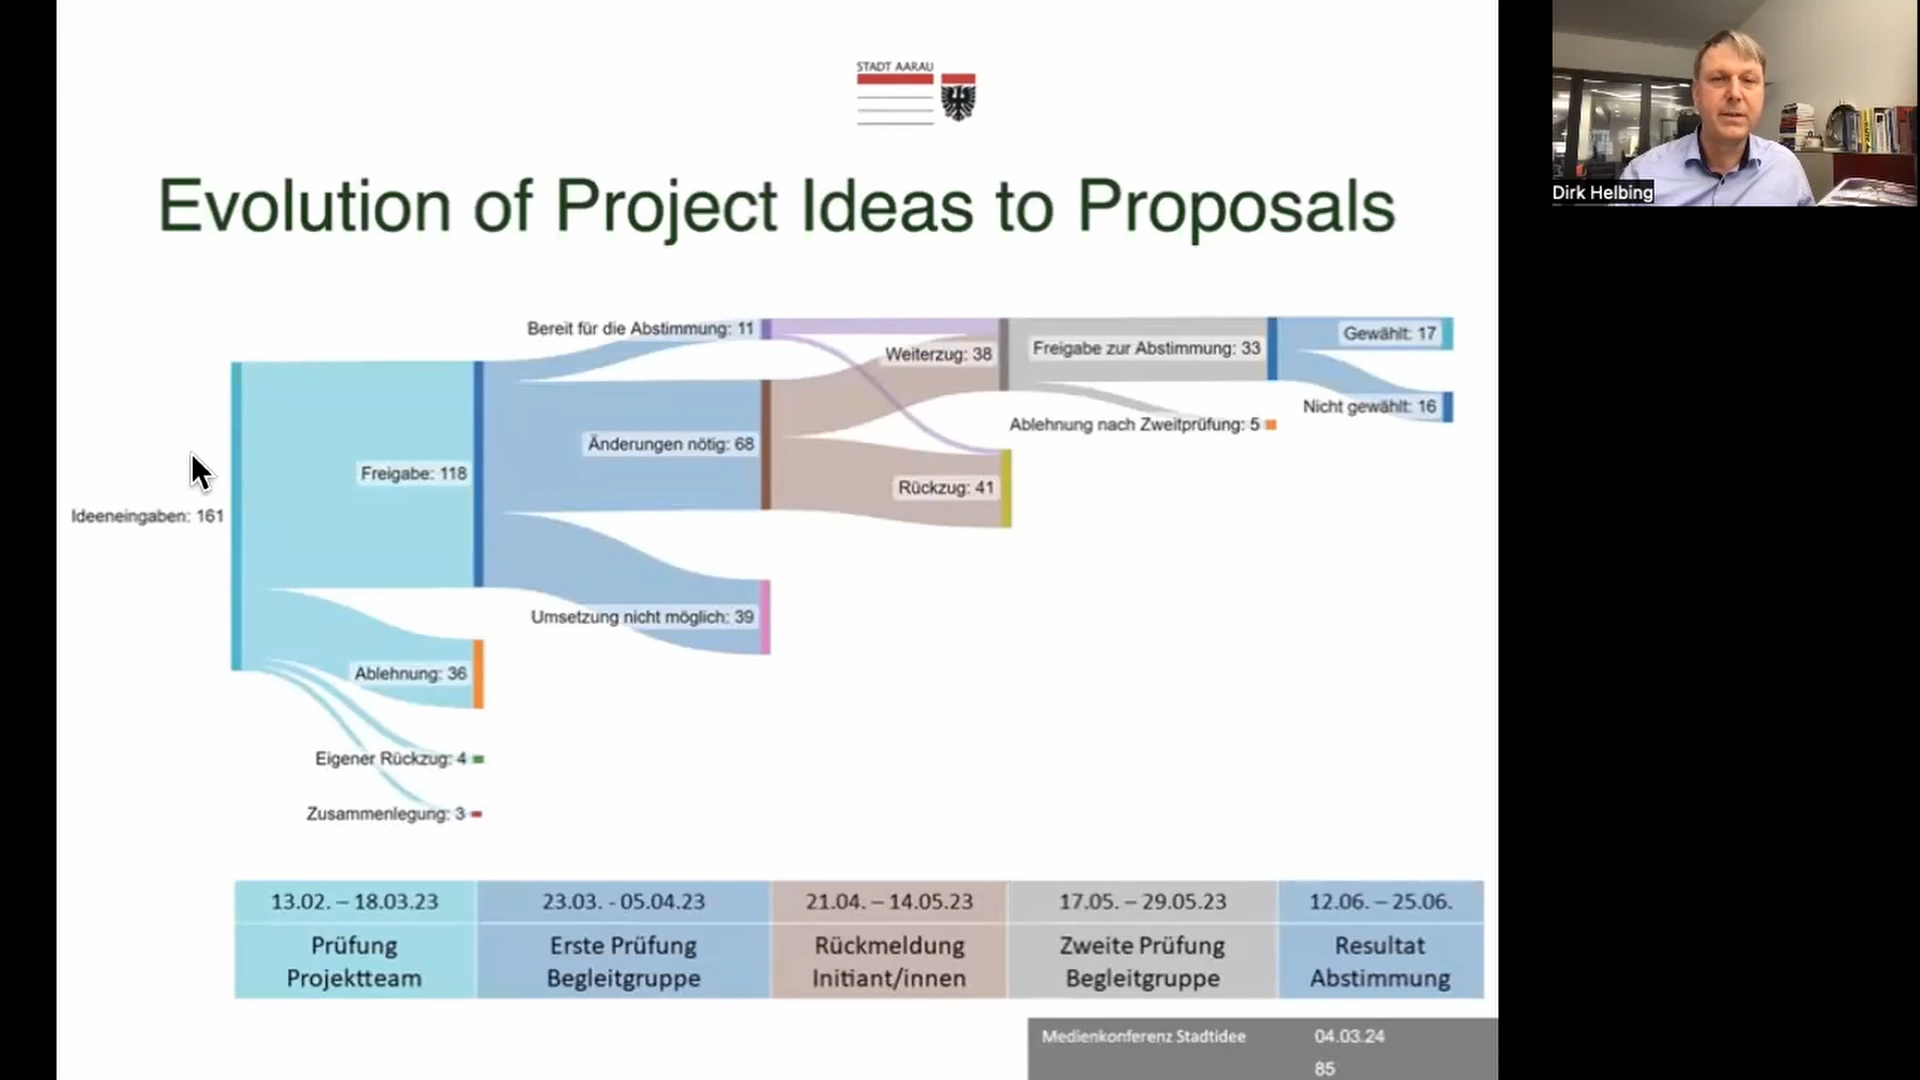 STADT AARAU
Evolution of Project Ideas to Proposals
Dirk Helbing
Bereit für die Abstimmung: 11
Weiterzug: 38
Freigabe zur Abstimmung: 33
Gewählt: 17
Nicht gewählt: 16
Ablehnung nach Zweitprüfung: 5
Änderungen nötig: 68
Freigabe: 118
Rückzug: 41
Ideeneingaben: 161
Umsetzung nicht möglich: 39
Ablehnung: 36
Eigener Rückzug: 4
Zusammenlegung: 3
13.02. – 18.03.23
Prüfung
Projektteam
23.03. - 05.04.23
Erste Prüfung
Begleitgruppe
21.04. – 14.05.23
Rückmeldung
Initiant/innen
17.05. – 29.05.23
Zweite Prüfung
Begleitgruppe
12.06. – 25.06.
Resultat
Abstimmung
Medienkonferenz Stadtidee
04.03.24
85